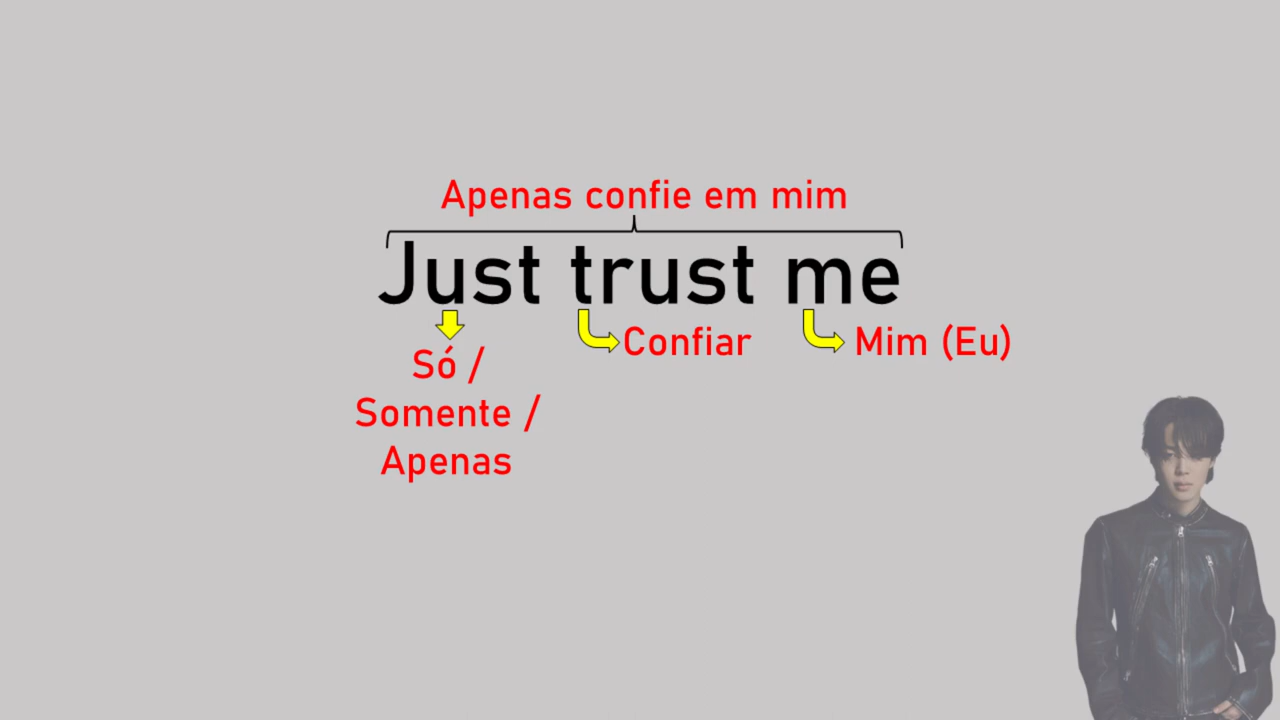 Apenas confie em mim
Just trust me
Só /
Somente /
Apenas
Confiar
Mim (Eu)